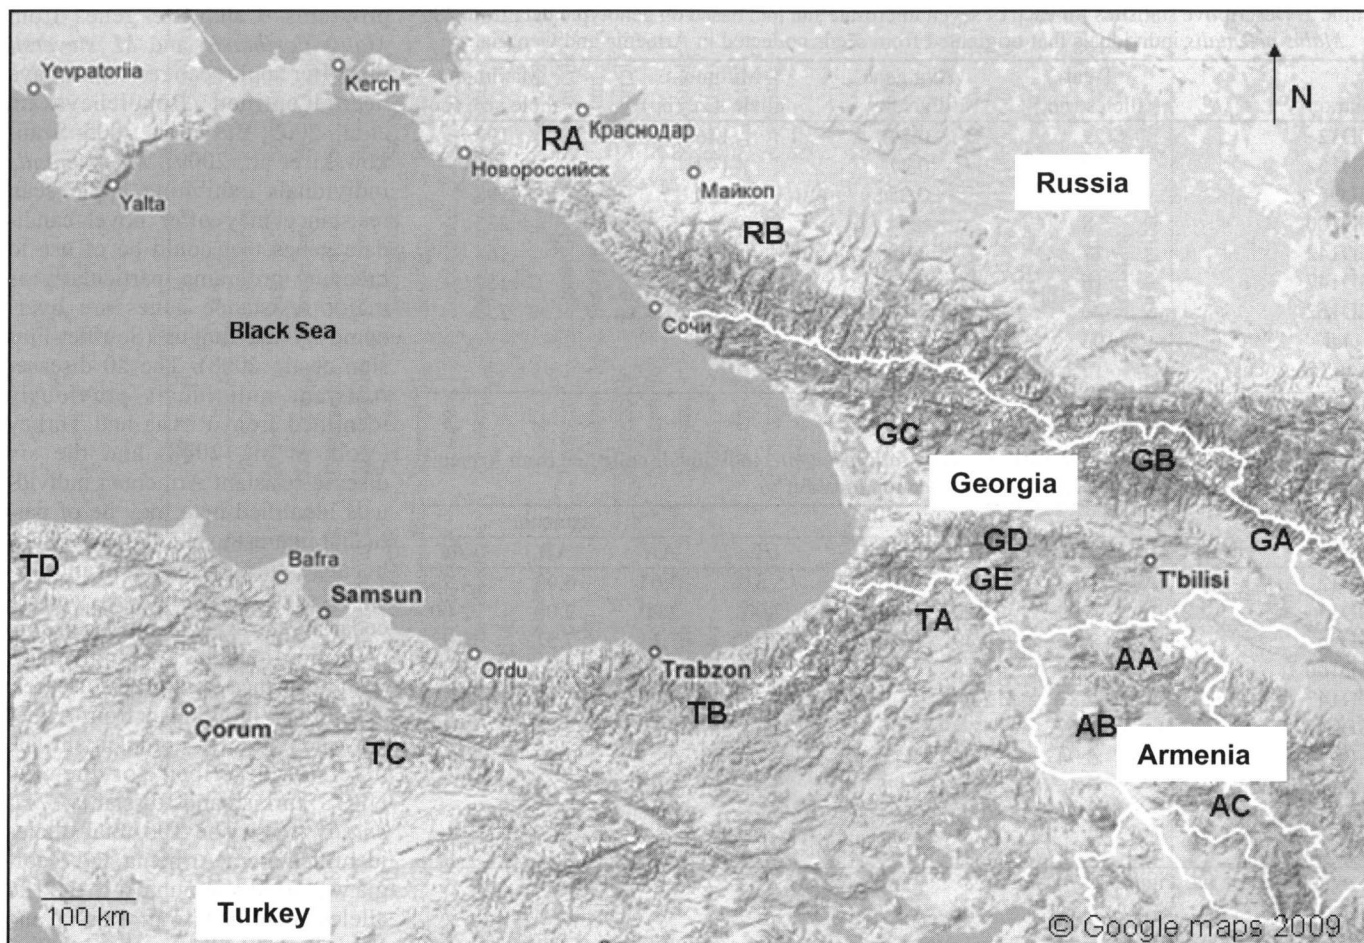 Yevpatoriia
Kerch
N
RA
Краснодар
Новороссийск
Russia
Майкоп
Yalta
RB
Black Sea
Сочи
GC
GB
Georgia
TD
GD
GA
Bafra
T'bilisi
Samsun
GE
TA
Ordu
Trabzon
AA
Çorum
TB
AB
TC
Armenia
AC
100 km
Turkey
© Google maps 2009